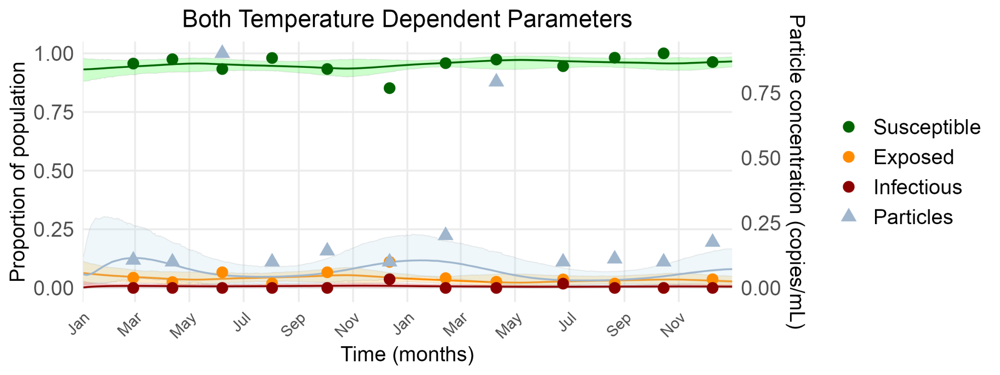 Both Temperature Dependent Parameters
Proportion of population
1.00
0.75
0.50
0.25
0.00
Particle concentration (copies/mL)
0.75
0.50
0.25
0.00
Jan
Mar
May
Jul
Sep
Nov
Jan
Mar
May
Jul
Sep
Nov
Time (months)
Susceptible
Exposed
Infectious
Particles